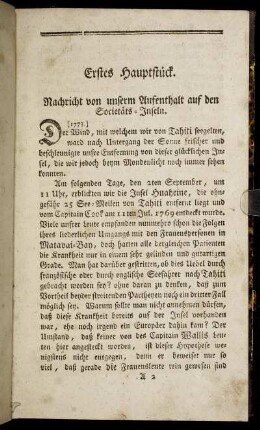 Erstes Hauptstück.
Nachricht von unserm Aufenthalt auf den
Societäts-Inseln.
[1773.]
Der Wind, mit welchem wir von Tahiti seegelten,
ward nach Untergang der Sonne frischer und
beschleunigte unsre Entfernung von dieser glücklichen In-
sel, die wir jedoch beym Mondenlicht noch immer sehen
konnten.
Am folgenden Tage, den 2ten September, um
11 Uhr, erblickten wir die Insel Huaheine, die ohn-
gefähr 25 See-Meilen von Tahiti entfernt liegt und
vom Capitain Cook am 11ten Jul. 1769 entdeckt wurde.
Viele unsrer Leute empfanden nunmehro schon die Folgen
ihres liederlichen Umgangs mit den Frauenspersonen in
Matavai-Bay, doch hatten alle dergleichen Patienten
die Krankheit nur in einem sehr gelinden und gutartigen
Grade. Man hat darüber gestritten, ob dies Uebel durch
französische oder durch englische Seefahrer nach Tahiti
gebracht worden sey? ohne daran zu denken, daß zum
Vortheil beyder streitenden Partheyen noch ein dritter Fall
möglich sey. Warum sollte man nicht annehmen dürfen,
daß diese Krankheit bereits auf der Insel vorhanden
war, ehe noch irgend ein Europäer dahin kam? Der
Umstand, daß keiner von des Capitain Wallis Leuten
hier angesteckt worden, ist dieser Hypothese we-
nigstens nicht entgegen, denn er beweiset nur so
viel, daß gerade die Frauensleute rein gewesen sind
A 2